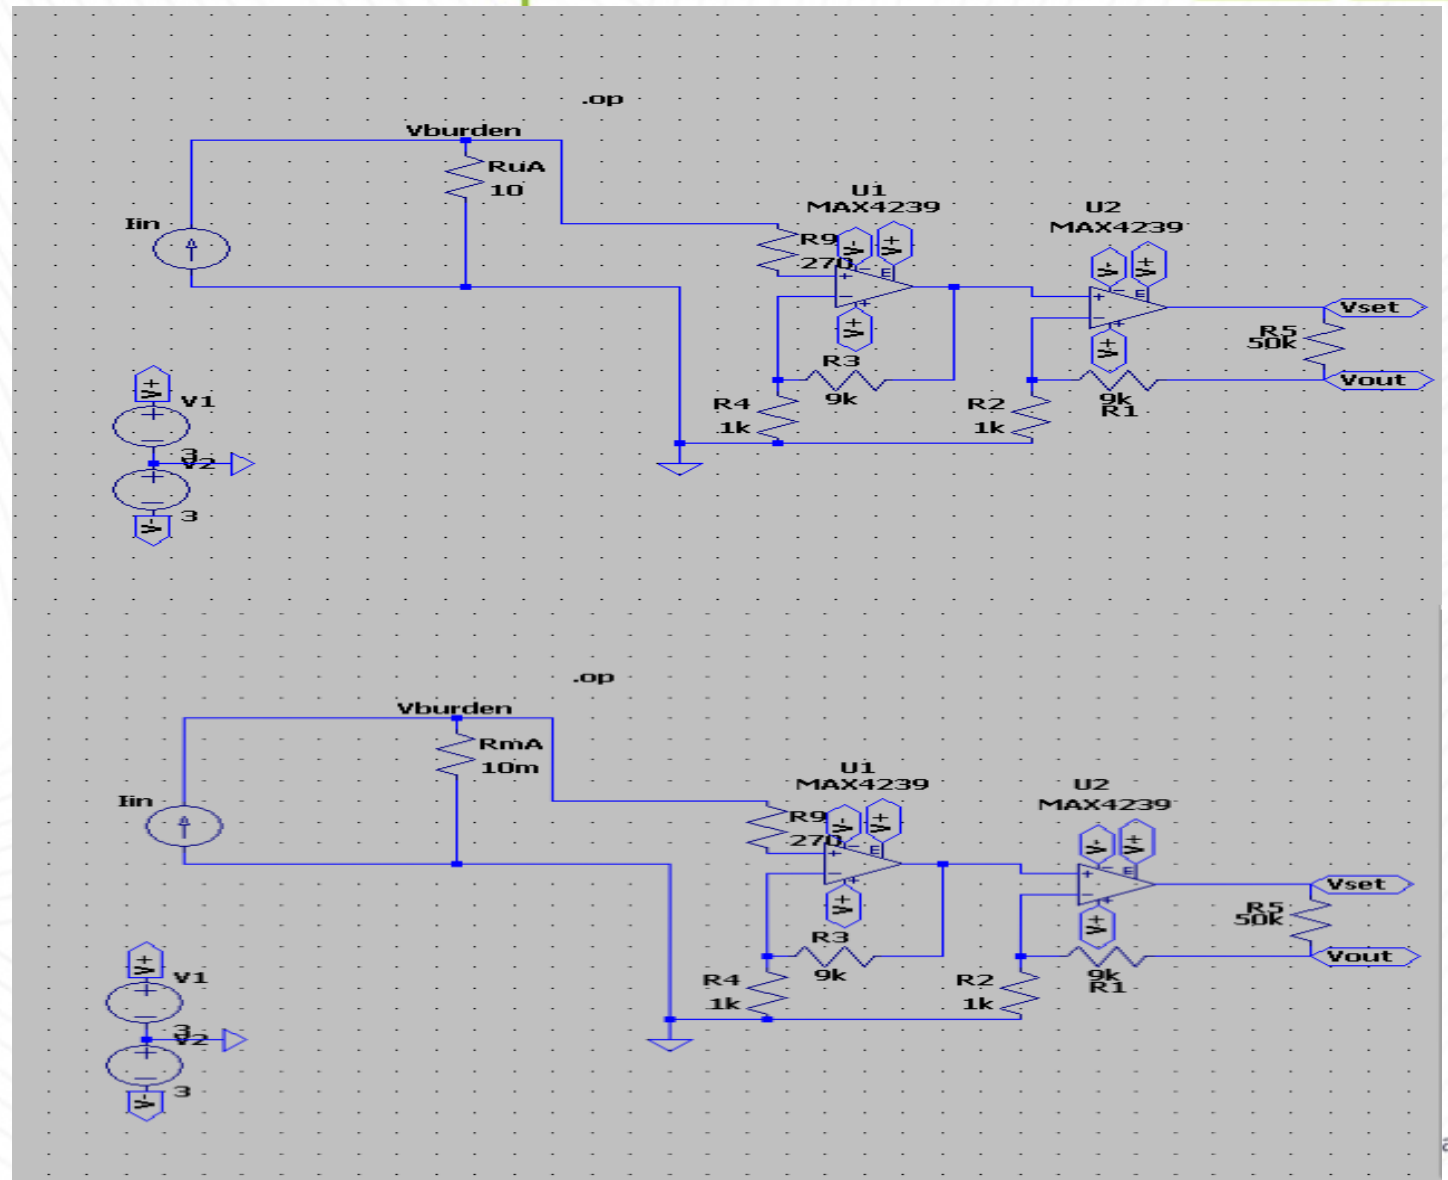 .op
Vburden
RuA
10
Iin
U1
MAX4239
U2
MAX4239
R9
270
V-
V+
V-
V+
+
-
E
V+
V+
Vset
R5
50k
Vout
R3
9k
R4
1k
R2
1k
9k
R1
V+
V1
3
V2
3
V-
.op
Vburden
RmA
10m
Iin
U1
MAX4239
U2
MAX4239
R9
270
V-
V+
V-
V+
+
-
E
V+
V+
Vset
R5
50k
Vout
R3
9k
R4
1k
R2
1k
9k
R1
V+
V1
3
V2
3
V-